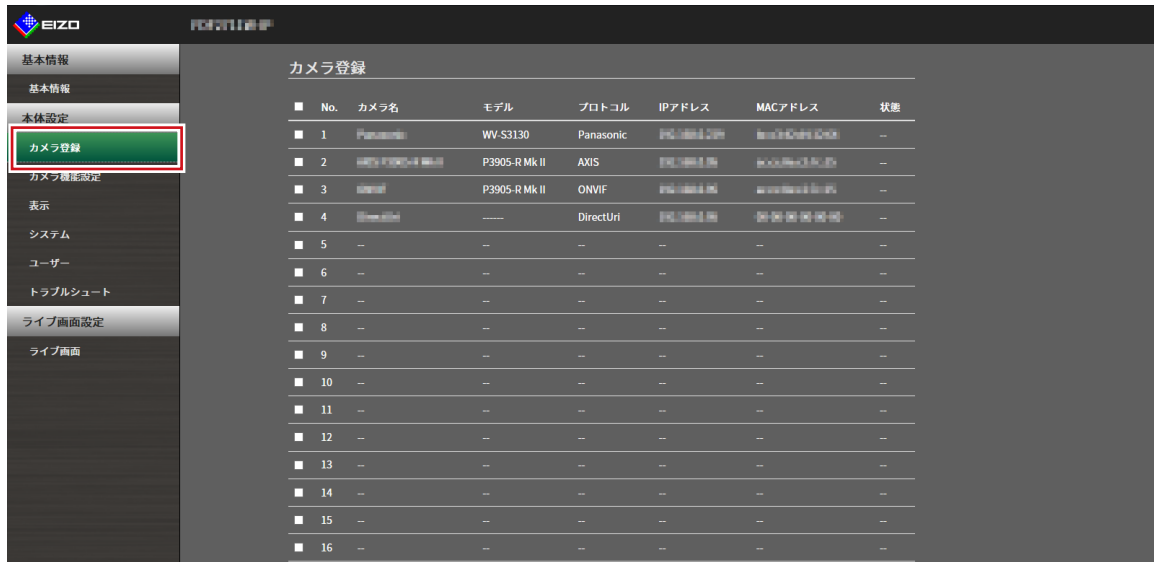 EIZO
基本情報
基本情報
本体設定
カメラ登録
カメラ機能設定
表示
システム
ユーザー
トラブルシュート
ライブ画面設定
ライブ画面
カメラ登録
No. カメラ名 モデル プロトコル IPアドレス MACアドレス 状態
1 WV-S3130 Panasonic --
2 P3905-R Mk II AXIS --
3 P3905-R Mk II ONVIF --
4 ------ DirectUri --
5 -- -- -- -- -- --
6 -- -- -- -- -- --
7 -- -- -- -- -- --
8 -- -- -- -- -- --
9 -- -- -- -- -- --
10 -- -- -- -- -- --
11 -- -- -- -- -- --
12 -- -- -- -- -- --
13 -- -- -- -- -- --
14 -- -- -- -- -- --
15 -- -- -- -- -- --
16 -- -- -- -- -- --